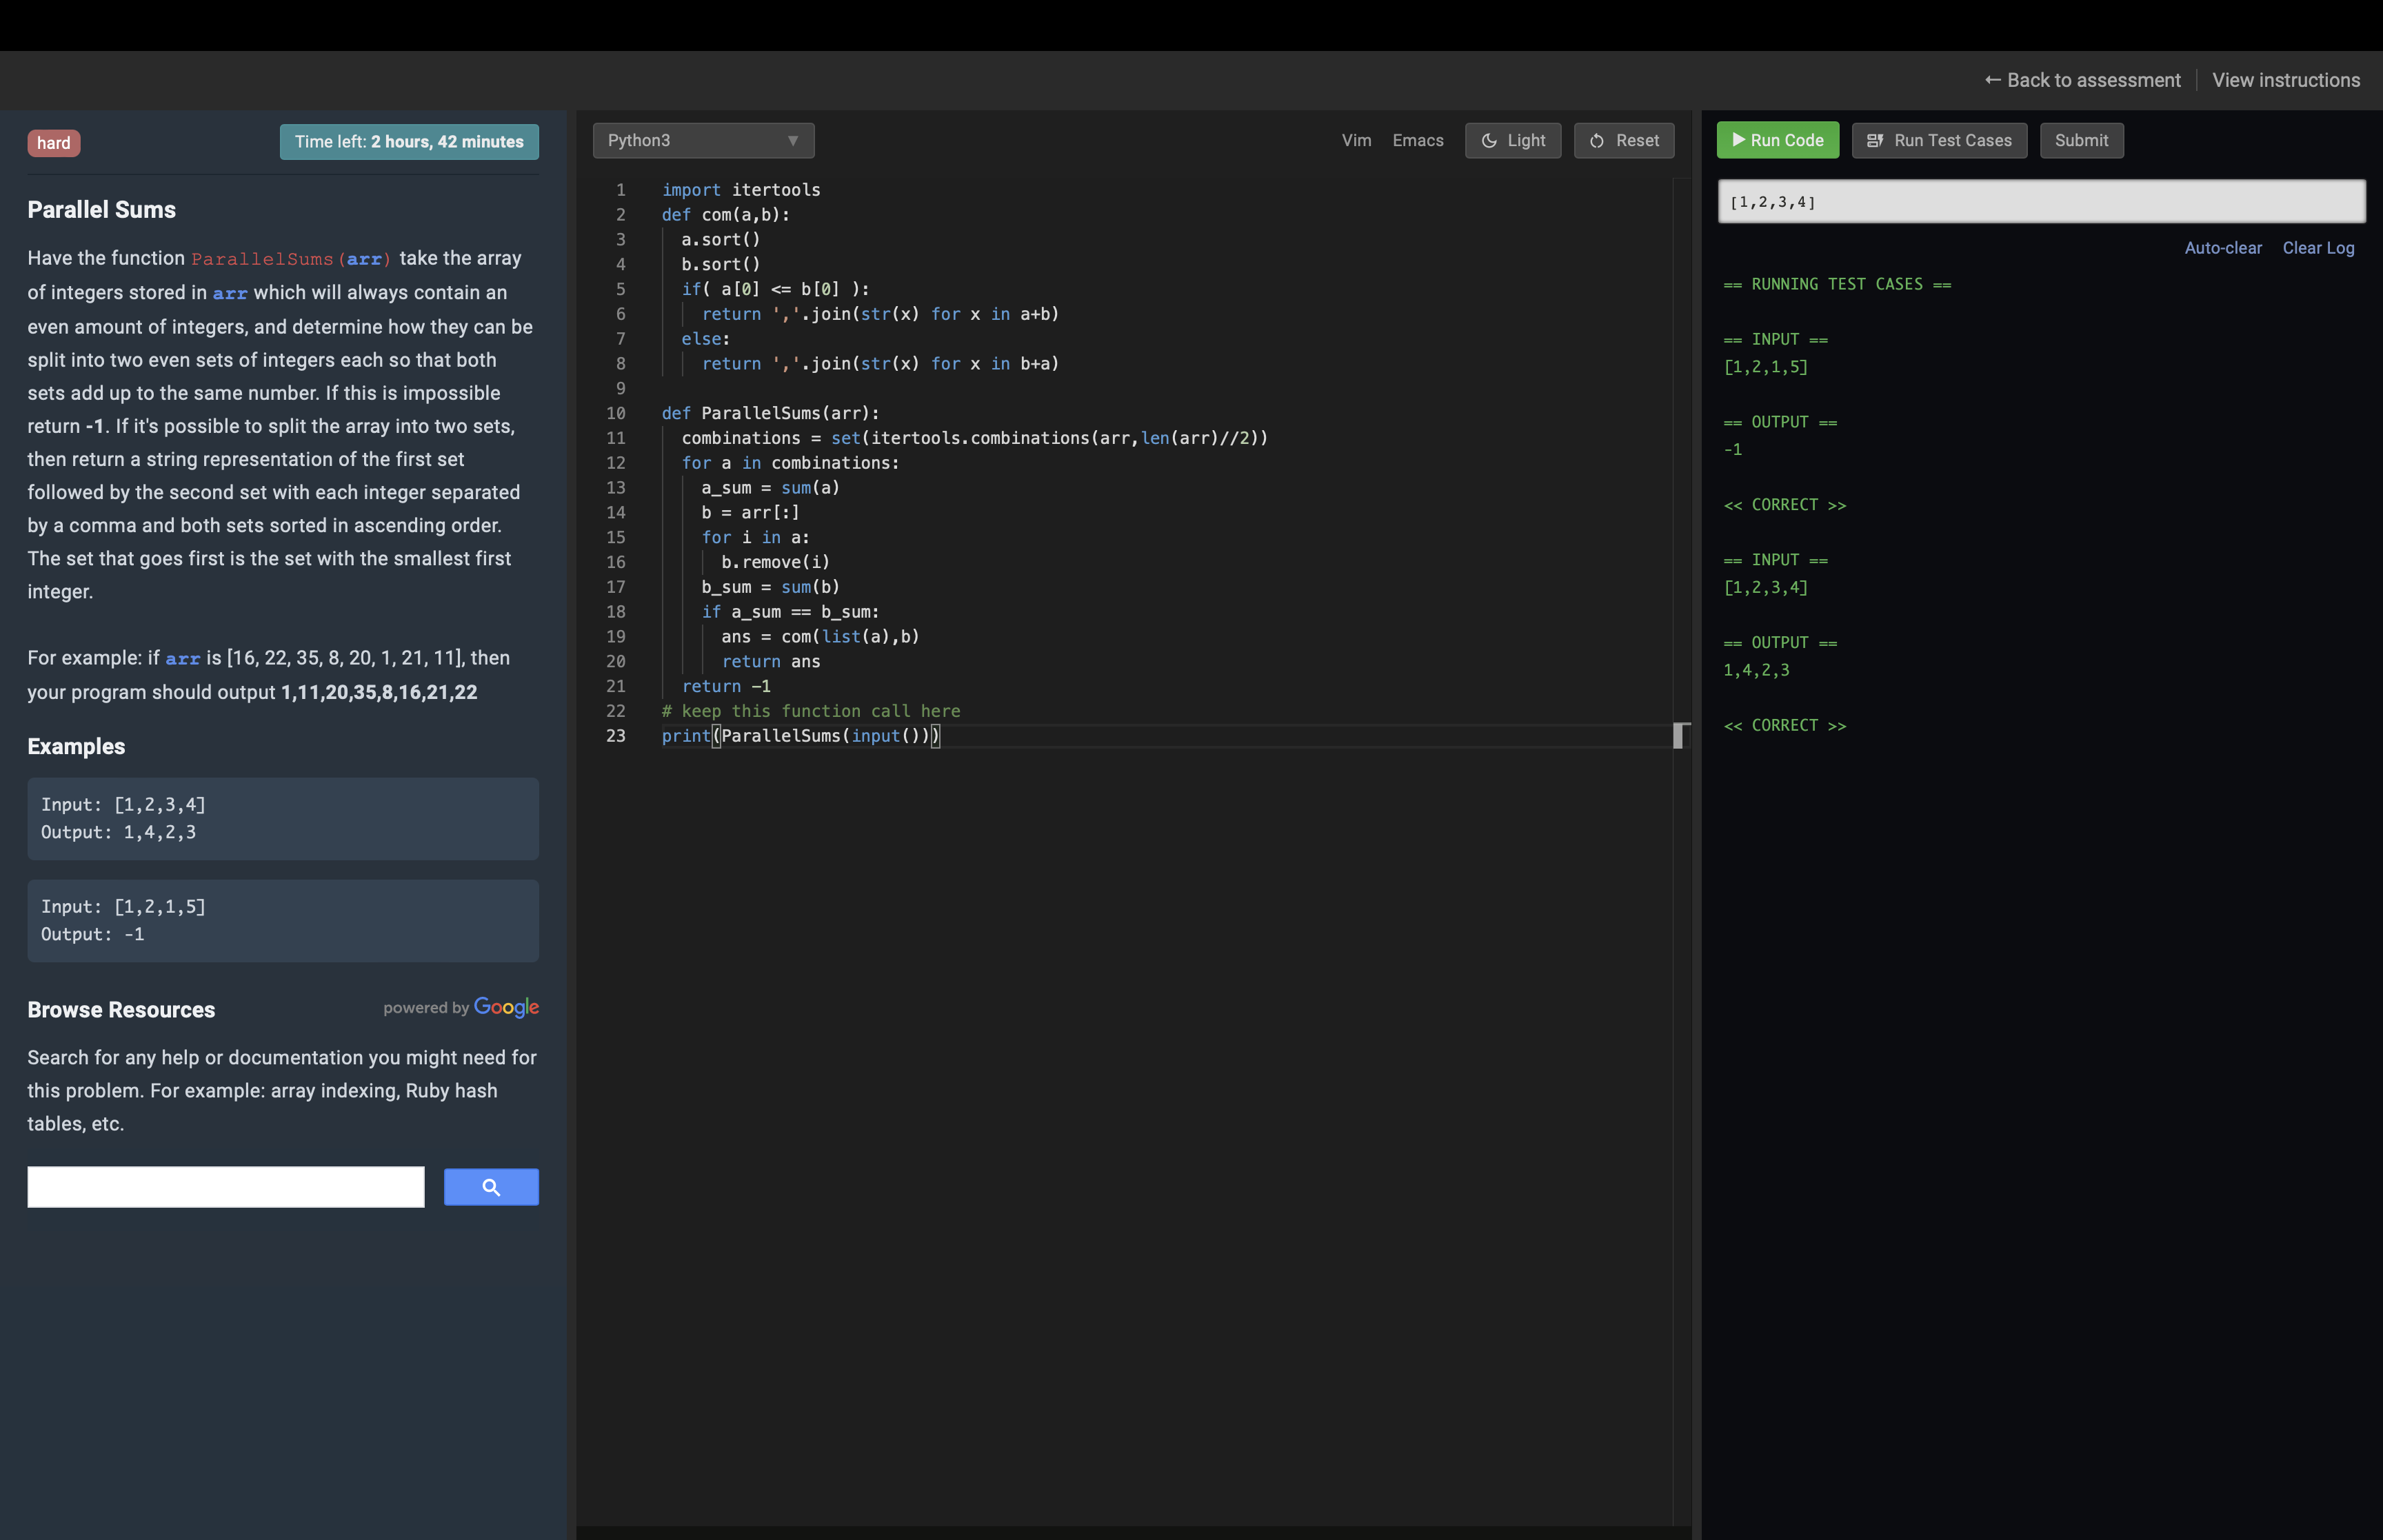 ← Back to assessment
View instructions
hard
Time left: 2 hours, 42 minutes
Parallel Sums
Have the function ParallelSums(arr) take the array
of integers stored in arr which will always contain an
even amount of integers, and determine how they can be
split into two even sets of integers each so that both
sets add up to the same number. If this is impossible
return -1. If it's possible to split the array into two sets,
then return a string representation of the first set
followed by the second set with each integer separated
by a comma and both sets sorted in ascending order.
The set that goes first is the set with the smallest first
integer.
For example: if arr is [16, 22, 35, 8, 20, 1, 21, 11], then
your program should output 1,11,20,35,8,16,21,22
Examples
Input: [1,2,3,4]
Output: 1,4,2,3
Input: [1,2,1,5]
Output: -1
Browse Resources
powered by Google
Search for any help or documentation you might need for
this problem. For example: array indexing, Ruby hash
tables, etc.
Python3
Vim
Emacs
Light
Reset
1 import itertools
2 def com(a,b):
3 a.sort()
4 b.sort()
5 if( a[0] <= b[0] ):
6 return ','.join(str(x) for x in a+b)
7 else:
8 return ','.join(str(x) for x in b+a)
9
10 def ParallelSums(arr):
11 combinations = set(itertools.combinations(arr,len(arr)//2))
12 for a in combinations:
13 a_sum = sum(a)
14 b = arr[:]
15 for i in a:
16 b.remove(i)
17 b_sum = sum(b)
18 if a_sum == b_sum:
19 ans = com(list(a),b)
20 return ans
21 return -1
22 # keep this function call here
23 print(ParallelSums(input()))
Run Code
Run Test Cases
Submit
[1,2,3,4]
Auto-clear
Clear Log
== RUNNING TEST CASES ==
== INPUT ==
[1,2,1,5]
== OUTPUT ==
-1
<< CORRECT >>
== INPUT ==
[1,2,3,4]
== OUTPUT ==
1,4,2,3
<< CORRECT >>